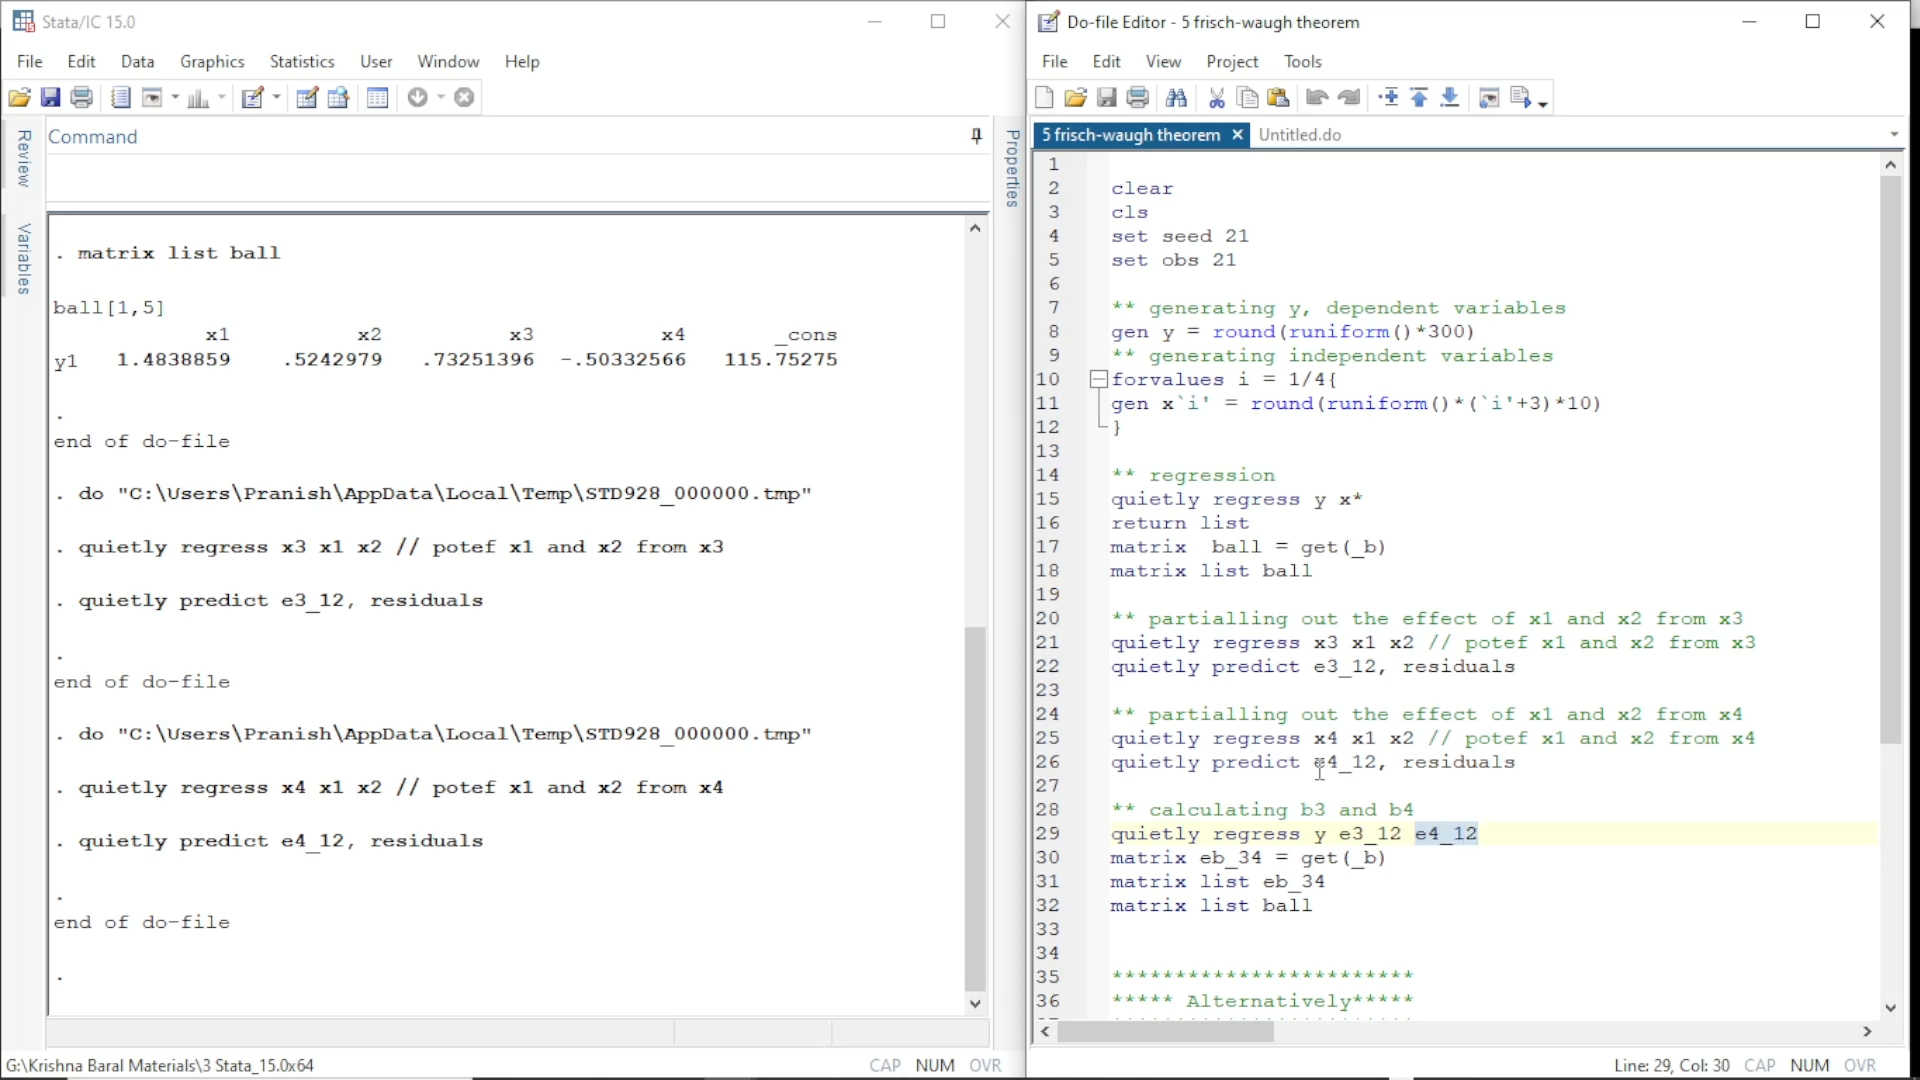 Stata/IC 15.0
File Edit Data Graphics Statistics User Window Help
Review
Variables
Command
Properties
. matrix list ball
ball[1,5]
x1 x2 x3 x4 _cons
y1 1.4838859 .5242979 .73251396 -.50332566 115.75275
.
end of do-file
. do "C:\Users\Pranish\AppData\Local\Temp\STD928_000000.tmp"
. quietly regress x3 x1 x2 // potef x1 and x2 from x3
. quietly predict e3_12, residuals
.
end of do-file
. do "C:\Users\Pranish\AppData\Local\Temp\STD928_000000.tmp"
. quietly regress x4 x1 x2 // potef x1 and x2 from x4
. quietly predict e4_12, residuals
.
end of do-file
.
G:\Krishna Baral Materials\3 Stata_15.0x64
CAP NUM OVR
Do-file Editor - 5 frisch-waugh theorem
File Edit View Project Tools
5 frisch-waugh theorem Untitled.do
1
2 clear
3 cls
4 set seed 21
5 set obs 21
6
7 ** generating y, dependent variables
8 gen y = round(runiform()*300)
9 ** generating independent variables
10 forvalues i = 1/4{
11 gen x`i' = round(runiform()*(`i'+3)*10)
12 }
13
14 ** regression
15 quietly regress y x*
16 return list
17 matrix  ball = get(_b)
18 matrix list ball
19
20 ** partialling out the effect of x1 and x2 from x3
21 quietly regress x3 x1 x2 // potef x1 and x2 from x3
22 quietly predict e3_12, residuals
23
24 ** partialling out the effect of x1 and x2 from x4
25 quietly regress x4 x1 x2 // potef x1 and x2 from x4
26 quietly predict e4_12, residuals
27
28 ** calculating b3 and b4
29 quietly regress y e3_12 e4_12
30 matrix eb_34 = get(_b)
31 matrix list eb_34
32 matrix list ball
33
34
35 ************************
36 ***** Alternatively*****
Line: 29, Col: 30 CAP NUM OVR